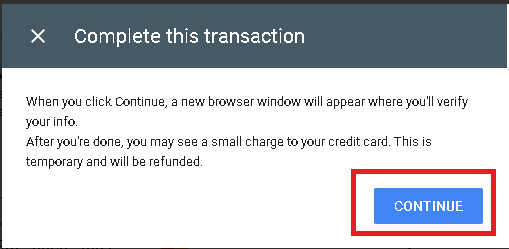 Complete this transaction
When you click Continue, a new browser window will appear where you'll verify
your info.
After you're done, you may see a small charge to your credit card. This is
temporary and will be refunded.
CONTINUE